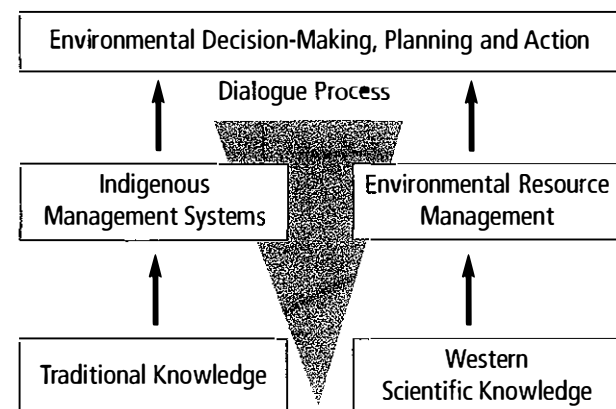 Environmental Decision-Making, Planning and Action
Dialogue Process
Indigenous
Management Systems
Environmental Resource
Management
Traditional Knowledge
Western
Scientific Knowledge